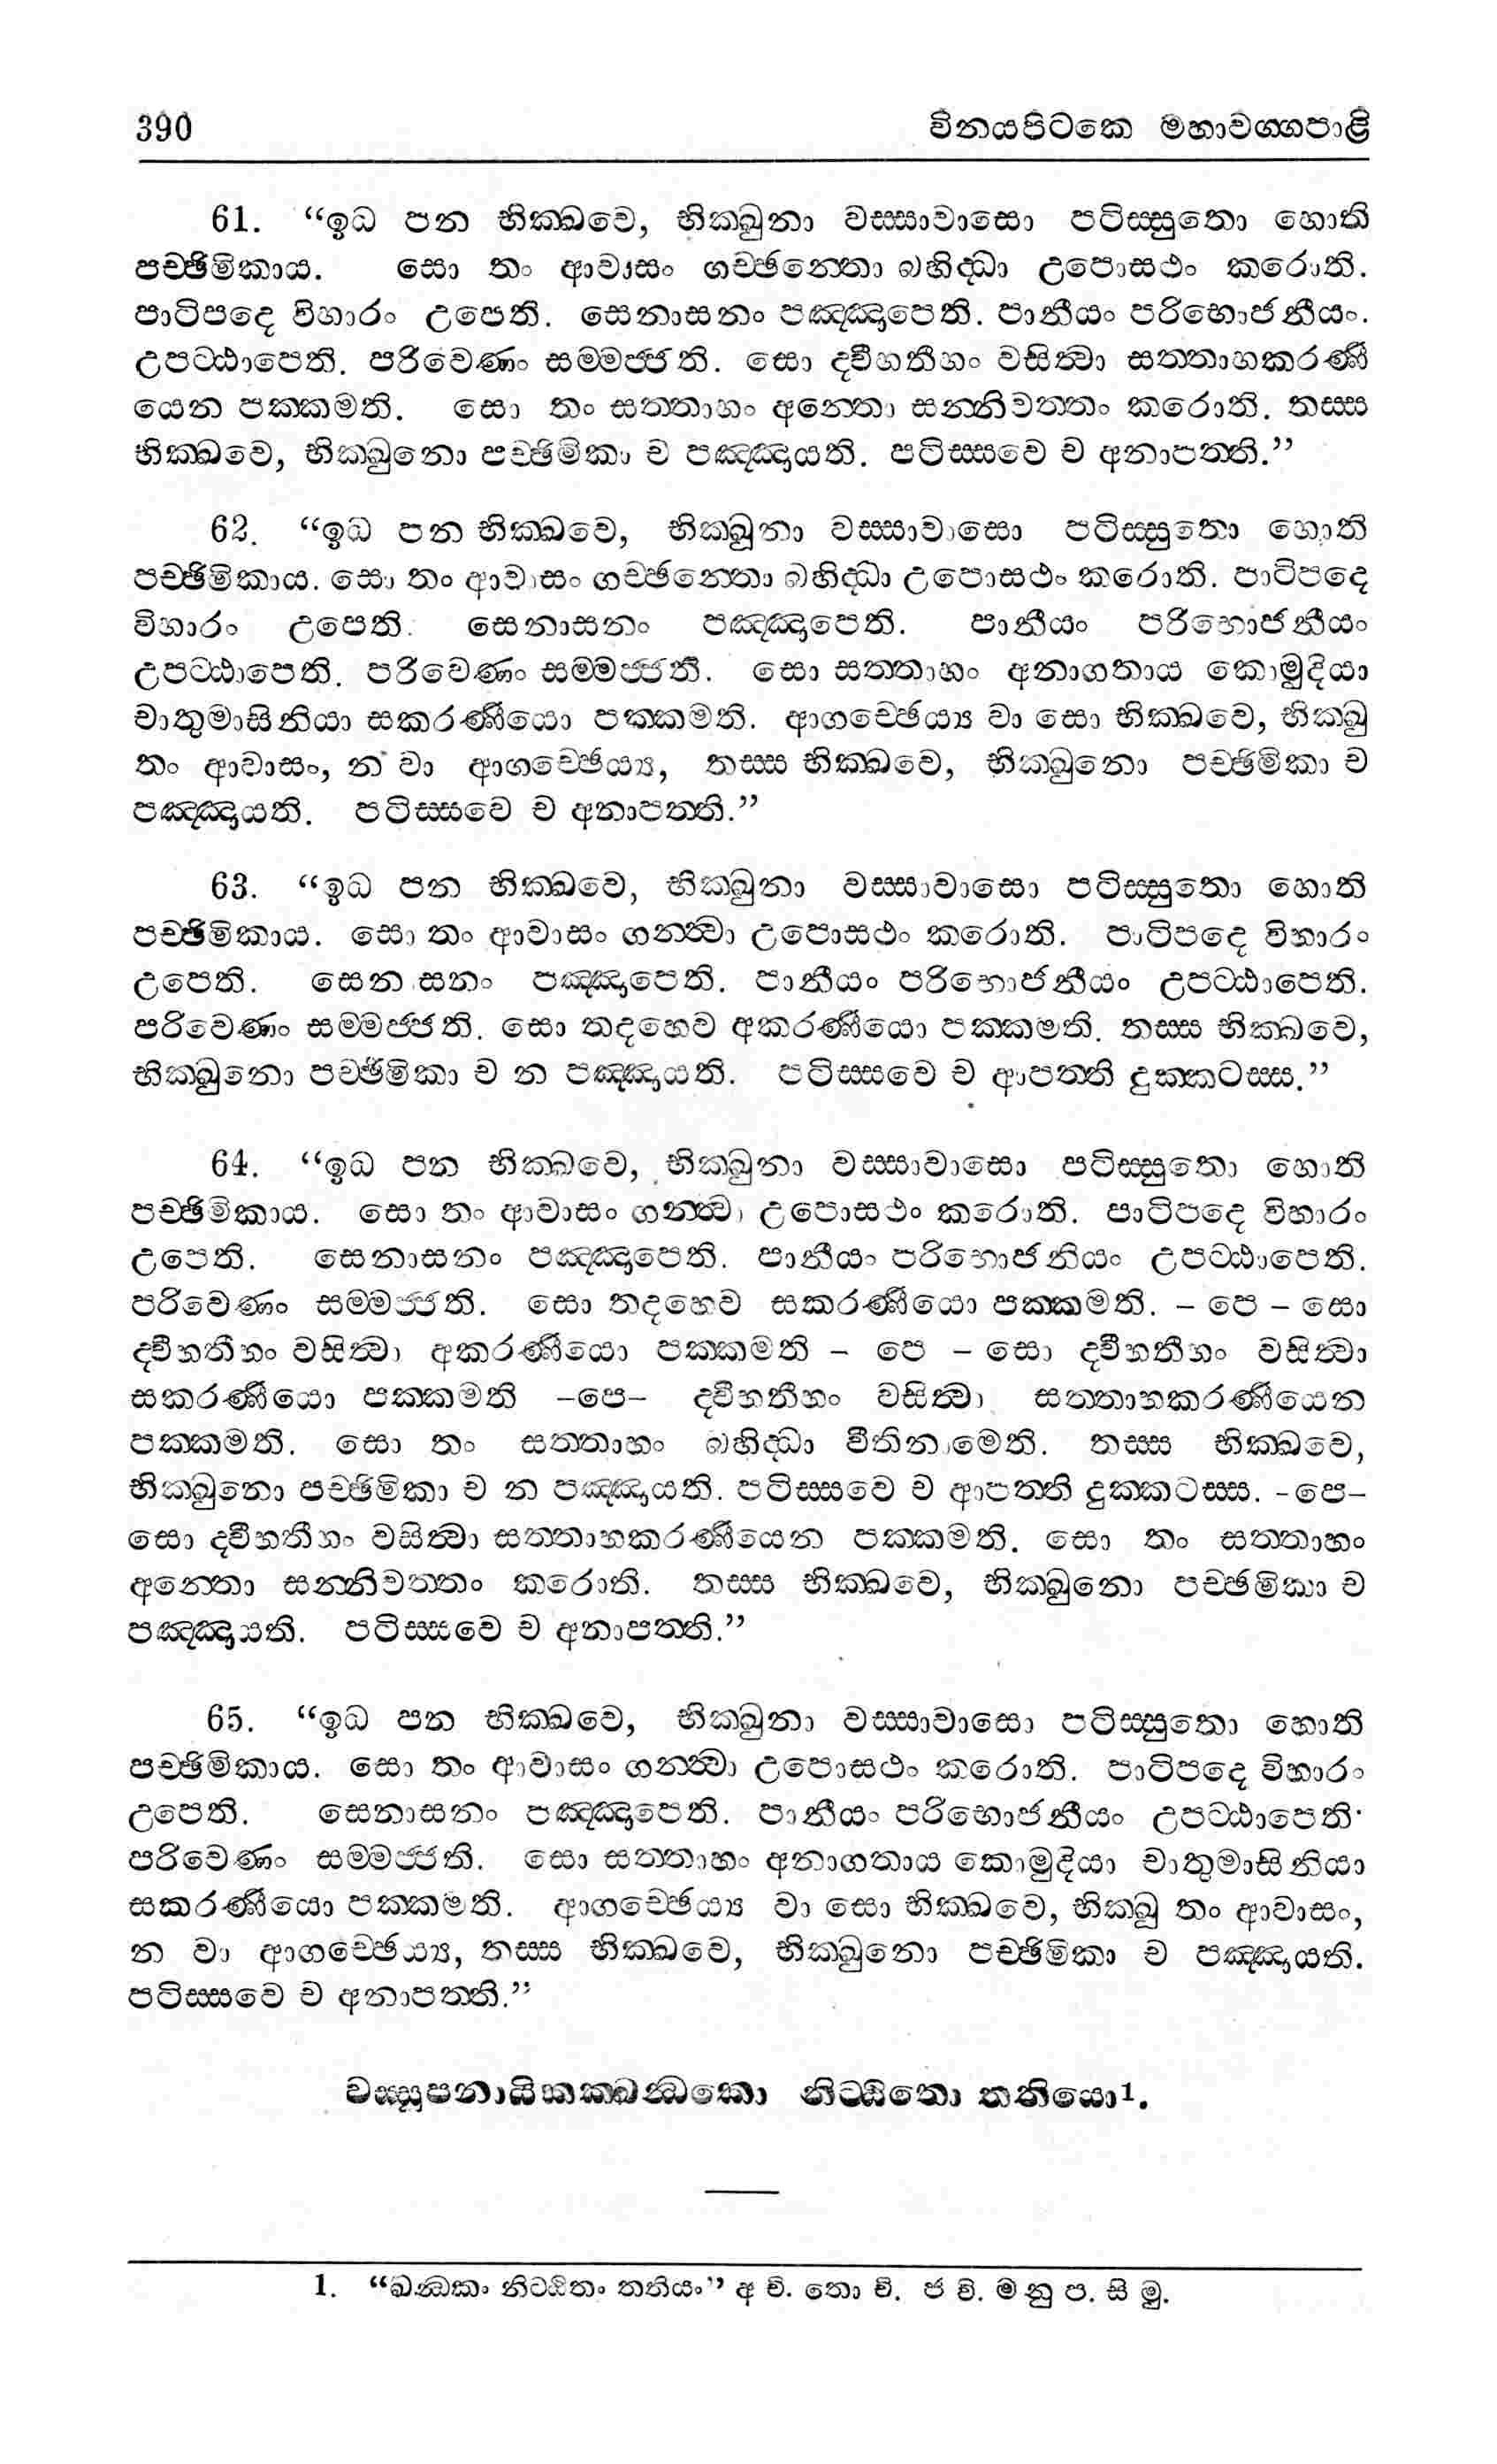 390 විනයපිටකෙ මහාවග්ගපාළි
61. “ඉධ පන භික්ඛවෙ, භික්ඛුනා වස්සාවාසො පටිස්සුතො හොති
පච්ඡිමිකාය. සො තං ආවාසං ගච්ඡන්තො බහිද්ධා උපොසථං කරොති.
පාටිපදෙ විහාරං උපෙති. සෙනාසනං පඤ්ඤාපෙති. පානීයං පරිභොජනීයං.
උපට්ඨාපෙති. පරිවෙණං සම්මජ්ජති. සො ද්වීහතීහං වසිත්වා සත්තාහකරණී
යෙන පක්කමති. සො තං සත්තාහං අන්තො සන්නිවත්තං කරොති. තස්ස
භික්ඛවෙ, භික්ඛුනො පච්ඡිමිකා ච පඤ්ඤායති. පටිස්සවෙ ච අනාපත්ති.”
62. “ඉධ පන භික්ඛවෙ, භික්ඛූනා වස්සාවාසො පටිස්සුතො හොති
පච්ඡිමිකාය. සො තං ආවාසං ගච්ඡන්තො බහිද්ධා උපොසථං කරොති. පාටිපදෙ
විහාරං උපෙති. සෙනාසනං පඤ්ඤාපෙති. පානීයං පරිභොජනීයං
උපට්ඨාපෙති. පරිවෙණං සම්මජ්ජති. සො සත්තාහං අනාගතාය කොමුදියා
චාතුමාසිනියා සකරණීයො පක්කමති. ආගච්ඡෙය්‍ය වා සො භික්ඛවෙ, භික්ඛු
තං ආවාසං, න වා ආගච්ඡෙය්‍ය, තස්ස භික්ඛවෙ, භික්ඛුනො පච්ඡිමිකා ච
පඤ්ඤායති. පටිස්සවෙ ච අනාපත්ති.”
63. “ඉධ පන භික්ඛවෙ, භික්ඛුනා වස්සාවාසො පටිස්සුතො හොති
පච්ඡිමිකාය. සො තං ආවාසං ගන්ත්වා උපොසථං කරොති. පාටිපදෙ විහාරං
උපෙති. සෙනාසනං පඤ්ඤාපෙති. පානීයං පරිභොජනීයං උපට්ඨාපෙති.
පරිවෙණං සම්මජ්ජති. සො තදහෙව අකරණීයො පක්කමති. තස්ස භික්ඛවෙ,
භික්ඛුනො පච්ඡිමිකා ච න පඤ්ඤායති. පටිස්සවෙ ච ආපත්ති දුක්කටස්ස.”
64. “ඉධ පන භික්ඛවෙ, භික්ඛුනා වස්සාවාසො පටිස්සුතො හොති
පච්ඡිමිකාය. සො තං ආවාසං ගන්ත්වා උපොසථං කරොති. පාටිපදෙ විහාරං
උපෙති. සෙනාසනං පඤ්ඤාපෙති. පානීයං පරිභොජනියං උපට්ඨාපෙති.
පරිවෙණං සම්මජ්ජති. සො තදහෙව සකරණීයො පක්කමති. – පෙ – සො
ද්වීහතීහං වසිත්වා අකරණීයො පක්කමති – පෙ – සො ද්වීහතීහං වසිත්වා
සකරණීයො පක්කමති –පෙ– ද්වීහතීහං වසිත්වා සත්තාහකරණීයෙන
පක්කමති. සො තං සත්තාහං බහිද්ධා වීතිනාමෙති. තස්ස භික්ඛවෙ,
භික්ඛුනො පච්ඡිමිකා ච න පඤ්ඤායති. පටිස්සවෙ ච ආපත්ති දුක්කටස්ස. –පෙ–
සො ද්වීහතීහං වසිත්වා සත්තාහකරණීයෙන පක්කමති. සො තං සත්තාහං
අන්තො සන්නිවත්තං කරොති. තස්ස භික්ඛවෙ, භික්ඛුනො පච්ඡමිකා ච
පඤ්ඤායති. පටිස්සවෙ ච අනාපත්ති.”
65. “ඉධ පන භික්ඛවෙ, භික්ඛුනා වස්සාවාසො පටිස්සුතො හොති
පච්ඡිමිකාය. සො තං ආවාසං ගන්ත්වා උපොසථං කරොති. පාටිපදෙ විහාරං
උපෙති. සෙනාසනං පඤ්ඤාපෙති. පානීයං පරිභොජනීයං උපට්ඨාපෙති·
පරිවෙණං සම්මජ්ජති. සො සත්තාහං අනාගතාය කොමුදියා චාතුමාසිනියා
සකරණීයො පක්කමති. ආගච්ඡෙය්‍ය වා සො භික්ඛවෙ, භික්ඛු තං ආවාසං,
න වා ආගච්ඡෙය්‍ය, තස්ස භික්ඛවෙ, භික්ඛුනො පච්ඡිමිකා ච පඤ්ඤායති.
පටිස්සවෙ ච අනාපත්ති.”
වස්සූපනායිකක්ඛන්ධකො නිට්ඨිතො තතියො1.
1. “ඛන්ධකං නිට්ඨිතං තතියං” අ වි. තො වි. ජ වි. ම නු ප. සි මු.